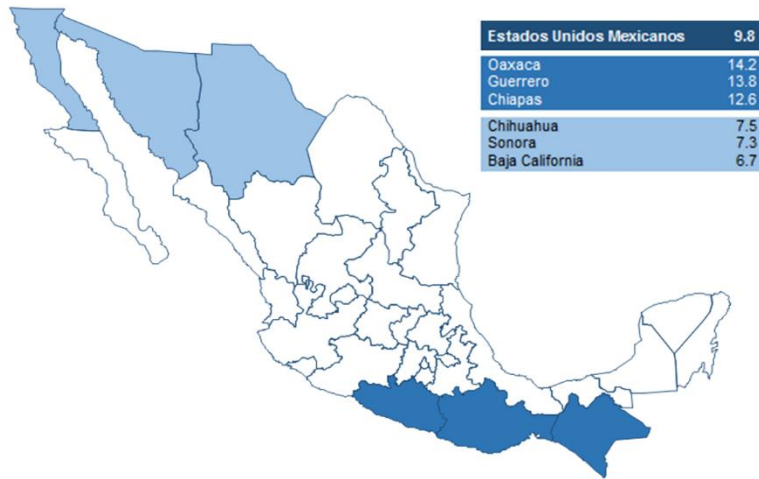 Estados Unidos Mexicanos 9.8
Oaxaca 14.2
Guerrero 13.8
Chiapas 12.6
Chihuahua 7.5
Sonora 7.3
Baja California 6.7